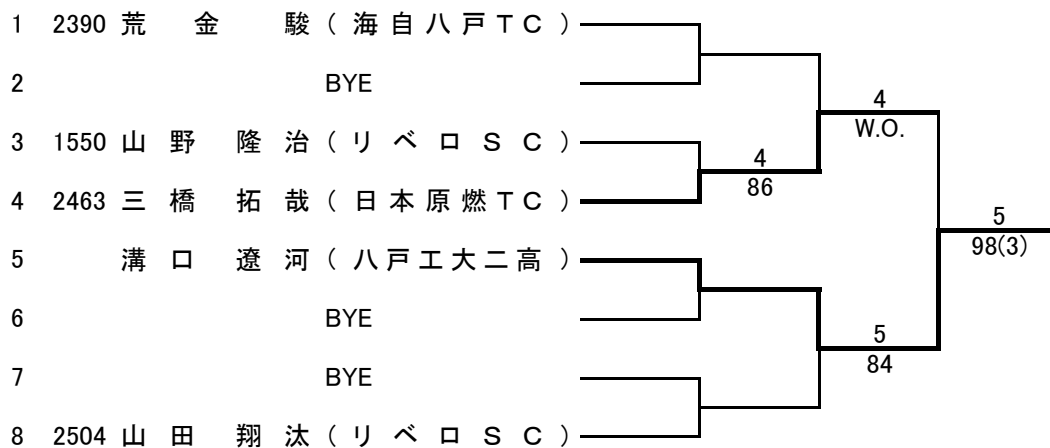 1 2390 荒 金 駿 ( 海 自 八 戸 T C )
2 BYE
4
W.O.
3 1550 山 野 隆 治 ( リ ベ ロ S C )
4
86
4 2463 三 橋 拓 哉 ( 日 本 原 燃 T C )
5
98(3)
5 溝 口 遼 河 ( 八 戸 工 大 二 高 )
6 BYE
5
84
7 BYE
8 2504 山 田 翔 汰 ( リ ベ ロ S C )